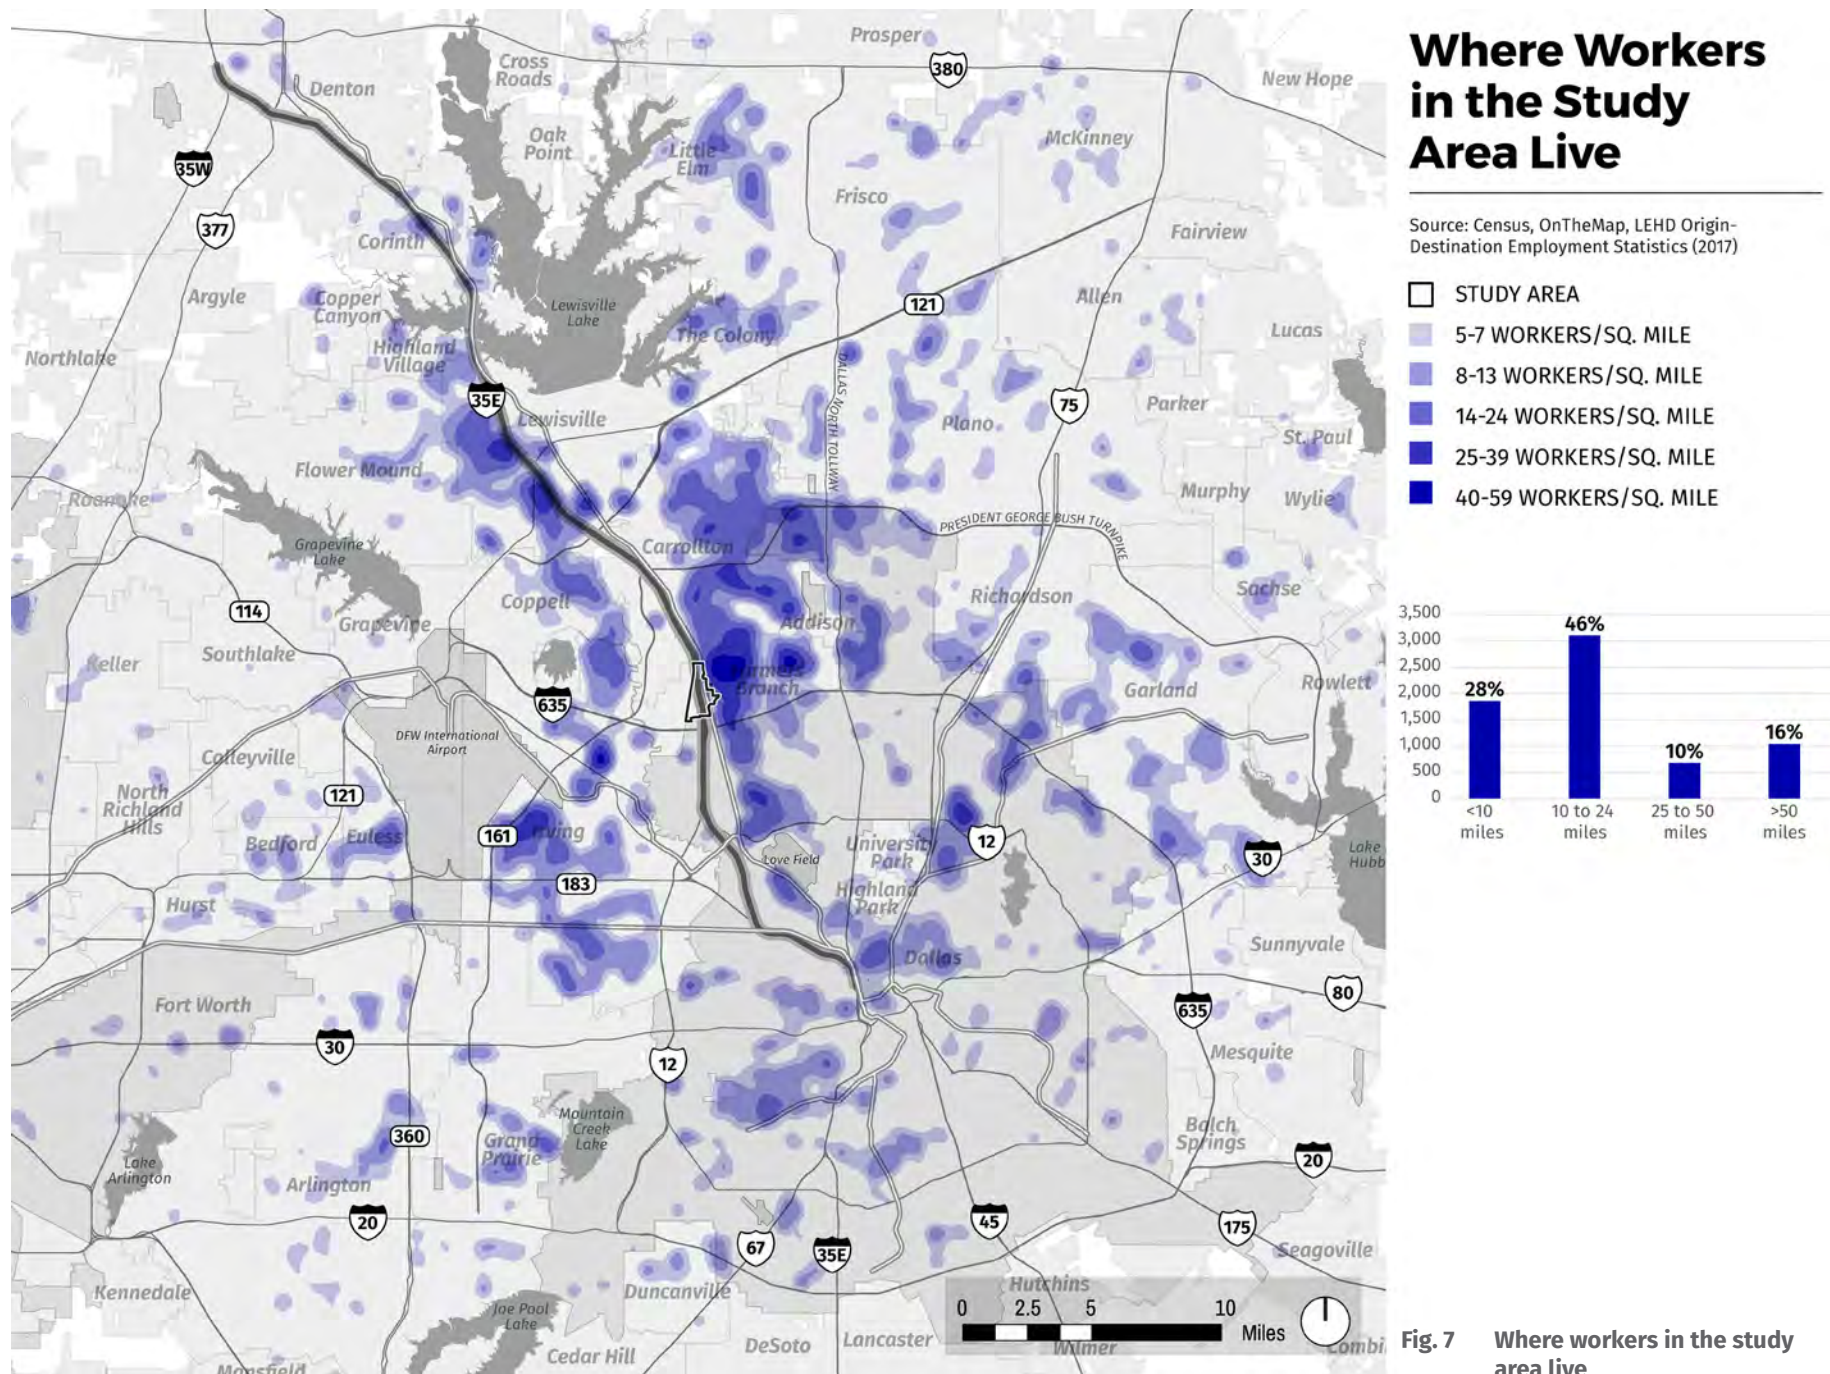 Where Workers
in the Study
Area Live
Source: Census, OnTheMap, LEHD Origin-
Destination Employment Statistics (2017)
STUDY AREA
5-7 WORKERS/SQ. MILE
8-13 WORKERS/SQ. MILE
14-24 WORKERS/SQ. MILE
25-39 WORKERS/SQ. MILE
40-59 WORKERS/SQ. MILE
3,500
3,000
2,500
2,000
1,500
1,000
500
0
28%
46%
10%
16%
<10
miles
10 to 24
miles
25 to 50
miles
>50
miles
Fig. 7
Where workers in the study
area live
Prosper
Cross
Roads
380
New Hope
Denton
Oak
Point
McKinney
Little
Elm
35W
Frisco
377
Corinth
Fairview
Argyle
Copper
Canyon
Lewisville
Lake
121
Allen
The Colony
Lucas
Northlake
Highland
Village
DALLAS NORTH TOLLWAY
35E
75
Parker
Lewisville
Plano
St. Paul
Flower Mound
Roanoke
Murphy
Wylie
PRESIDENT GEORGE BUSH TURNPIKE
Grapevine
Lake
Carrollton
114
Coppell
Richardson
Sachse
Grapevine
Addison
Southlake
Keller
Farmers
Branch
Garland
Rowlett
635
DFW International
Airport
Colleyville
North
Richland
Hills
121
161
Irving
Bedford
Euless
University
Park
12
Love Field
30
Lake
Hubb
183
Highland
Park
Hurst
Sunnyvale
Dallas
80
Fort Worth
635
30
12
Mesquite
Mountain
Creek
Lake
360
Grand
Prairie
Balch
Springs
20
Lake
Arlington
Arlington
20
45
175
67
35E
Seagoville
Kennedale
Duncanville
Hutchins
0
2.5
5
10
Miles
Joe Pool
Lake
DeSoto
Lancaster
Wilmer
Combi
Cedar Hill
Mansfield